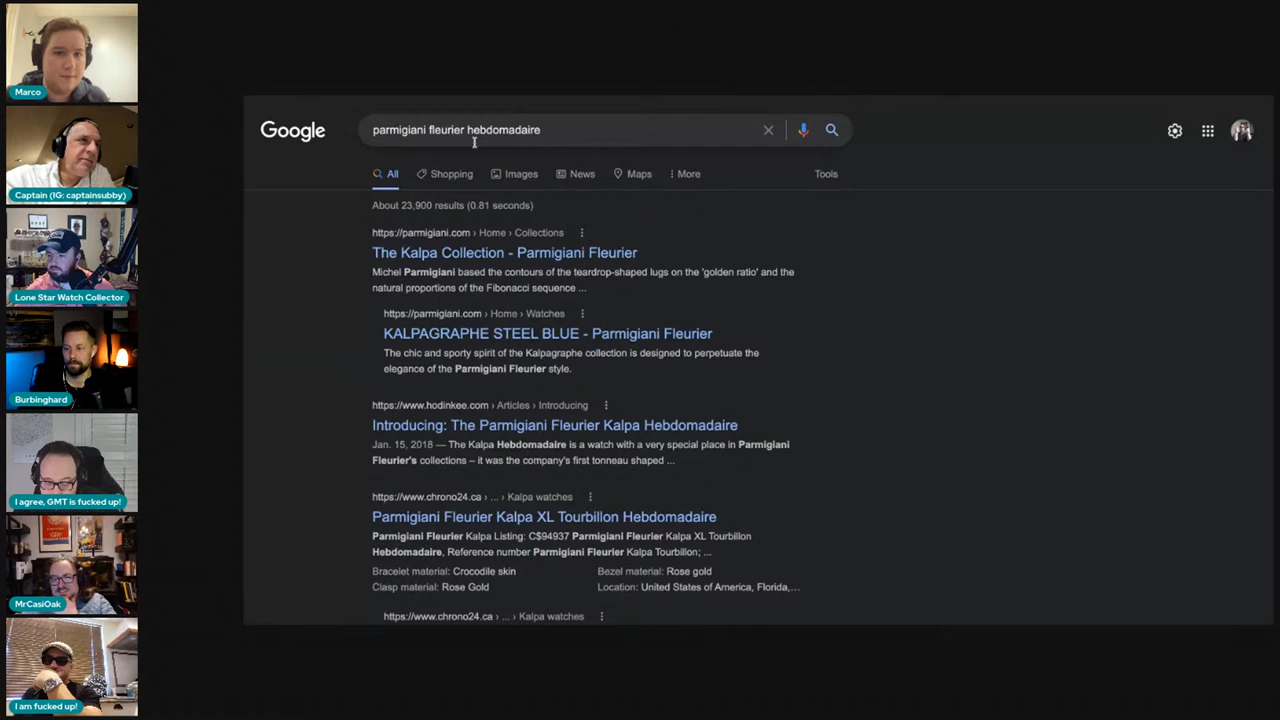 Marco
Captain (IG: captainsubby)
Lone Star Watch Collector
Burbinghard
I agree, GMT is fucked up!
MrCasiOak
I am fucked up!
Google
parmigiani fleurier hebdomadaire
All
Shopping
Images
News
Maps
More
Tools
About 23,900 results (0.81 seconds)
https://parmigiani.com › Home › Collections
The Kalpa Collection - Parmigiani Fleurier
Michel Parmigiani based the contours of the teardrop-shaped lugs on the 'golden ratio' and the
natural proportions of the Fibonacci sequence ...
https://parmigiani.com › Home › Watches
KALPAGRAPHE STEEL BLUE - Parmigiani Fleurier
The chic and sporty spirit of the Kalpagraphe collection is designed to perpetuate the
elegance of the Parmigiani Fleurier style.
https://www.hodinkee.com › Articles › Introducing
Introducing: The Parmigiani Fleurier Kalpa Hebdomadaire
Jan. 15, 2018 — The Kalpa Hebdomadaire is a watch with a very special place in Parmigiani
Fleurier's collections – it was the company's first tonneau shaped ...
https://www.chrono24.ca › ... › Kalpa watches
Parmigiani Fleurier Kalpa XL Tourbillon Hebdomadaire
Parmigiani Fleurier Kalpa Listing: C$94937 Parmigiani Fleurier Kalpa XL Tourbillon
Hebdomadaire, Reference number Parmigiani Fleurier Kalpa Tourbillon; ...
Bracelet material: Crocodile skin
Bezel material: Rose gold
Clasp material: Rose Gold
Location: United States of America, Florida,...
https://www.chrono24.ca › ... › Kalpa watches